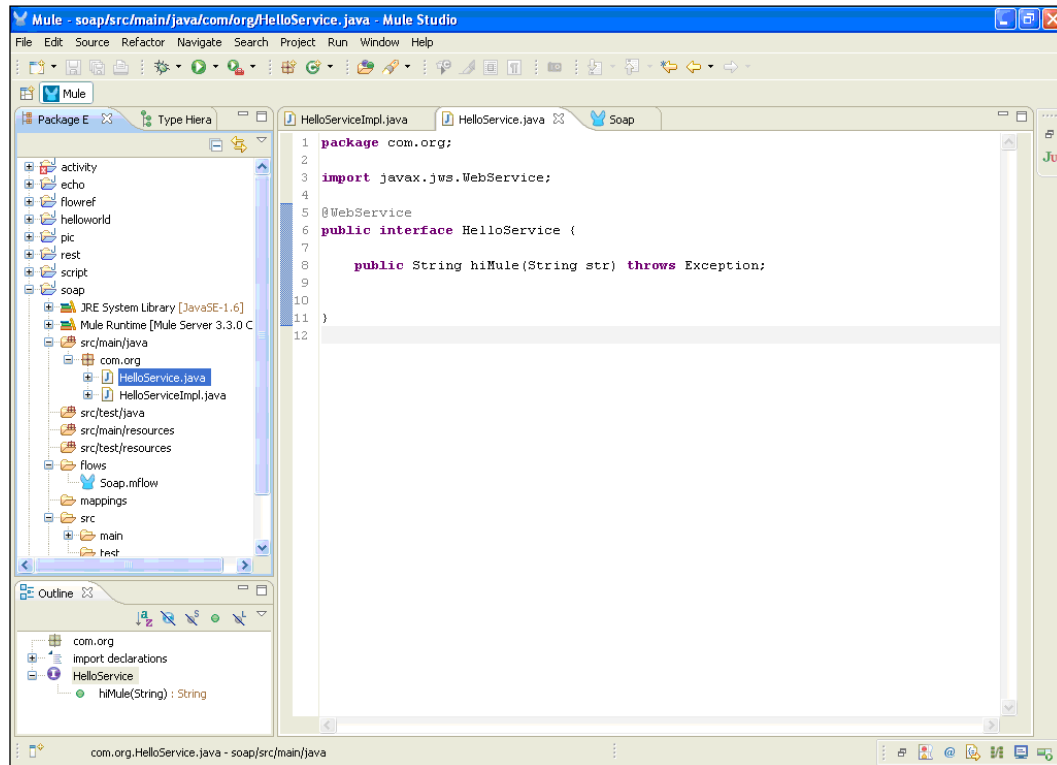 Mule - soap/src/main/java/com/org/HelloService.java - Mule Studio
File Edit Source Refactor Navigate Search Project Run Window Help
Mule
Package E Type Hiera
activity
echo
flowref
helloworld
pic
rest
script
soap
JRE System Library [JavaSE-1.6]
Mule Runtime [Mule Server 3.3.0 C
src/main/java
com.org
HelloService.java
HelloServiceImpl.java
src/test/java
src/main/resources
src/test/resources
flows
Soap.mflow
mappings
src
main
test
HelloServiceImpl.java HelloService.java Soap
1 package com.org;
2
3 import javax.jws.WebService;
4
5 @WebService
6 public interface HelloService {
7
8 public String hiMule(String str) throws Exception;
9
10
11 }
12
Ju
Outline
com.org
import declarations
HelloService
hiMule(String) : String
com.org.HelloService.java - soap/src/main/java